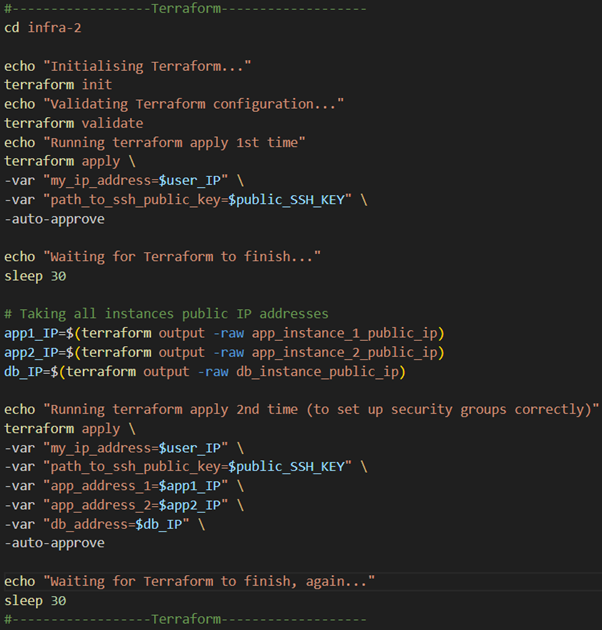 #------------------Terraform-------------------
cd infra-2
echo "Initialising Terraform..."
terraform init
echo "Validating Terraform configuration..."
terraform validate
echo "Running terraform apply 1st time"
terraform apply \
-var "my_ip_address=$user_IP" \
-var "path_to_ssh_public_key=$public_SSH_KEY" \
-auto-approve
echo "Waiting for Terraform to finish..."
sleep 30
# Taking all instances public IP addresses
app1_IP=$(terraform output -raw app_instance_1_public_ip)
app2_IP=$(terraform output -raw app_instance_2_public_ip)
db_IP=$(terraform output -raw db_instance_public_ip)
echo "Running terraform apply 2nd time (to set up security groups correctly)"
terraform apply \
-var "my_ip_address=$user_IP" \
-var "path_to_ssh_public_key=$public_SSH_KEY" \
-var "app_address_1=$app1_IP" \
-var "app_address_2=$app2_IP" \
-var "db_address=$db_IP" \
-auto-approve
echo "Waiting for Terraform to finish, again..."
sleep 30
#------------------Terraform-------------------